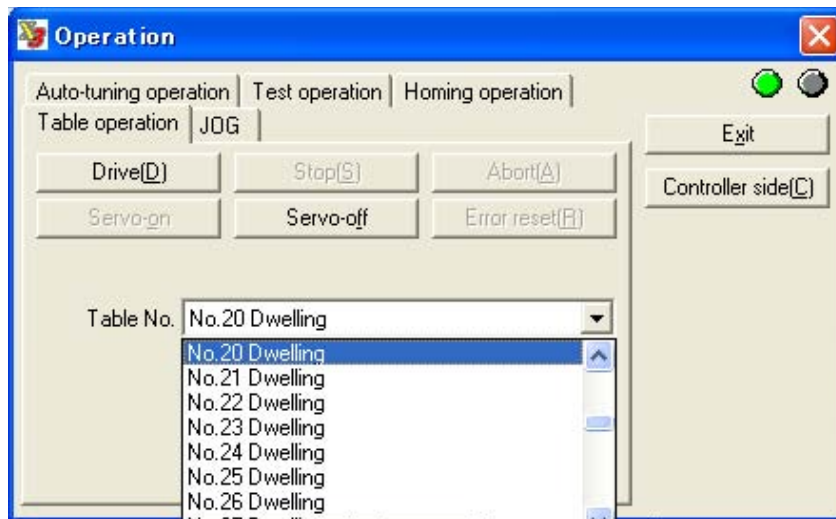 Operation
Auto-tuning operation Test operation Homing operation
Table operation JOG
Exit
Drive(D) Stop(S) Abort(A)
Controller side(C)
Servo-on Servo-off Error reset(R)
Table No. No.20 Dwelling
No.20 Dwelling
No.21 Dwelling
No.22 Dwelling
No.23 Dwelling
No.24 Dwelling
No.25 Dwelling
No.26 Dwelling